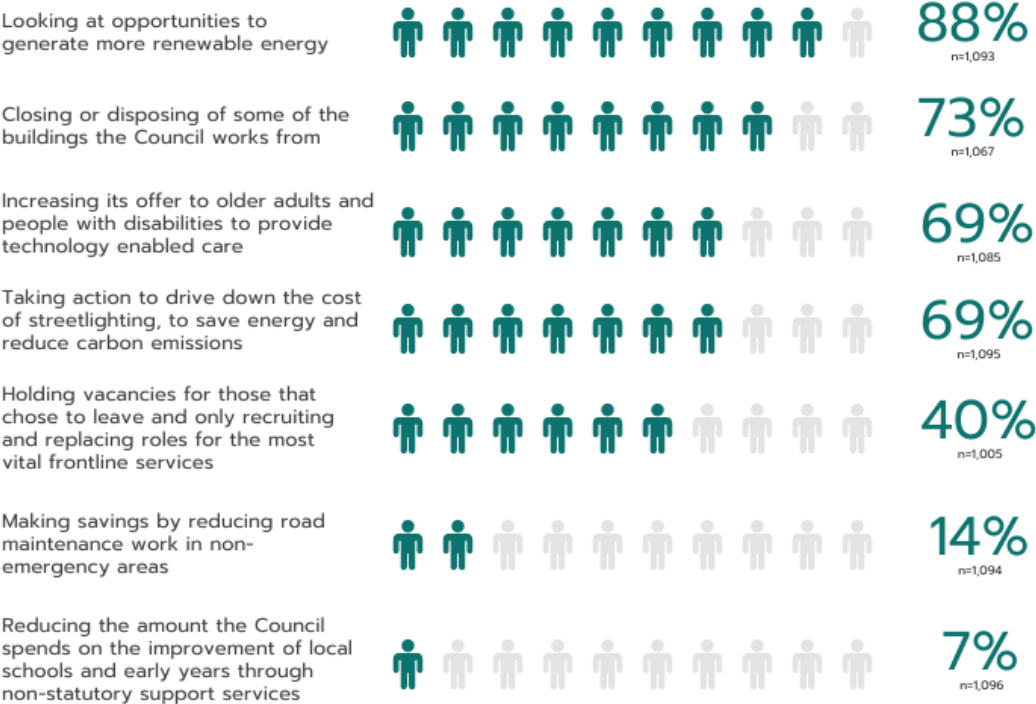 Looking at opportunities to
generate more renewable energy
88%
n=1,093
Closing or disposing of some of the
buildings the Council works from
73%
n=1,067
Increasing its offer to older adults and
people with disabilities to provide
technology enabled care
69%
n=1,085
Taking action to drive down the cost
of streetlighting, to save energy and
reduce carbon emissions
69%
n=1,095
Holding vacancies for those that
chose to leave and only recruiting
and replacing roles for the most
vital frontline services
40%
n=1,005
Making savings by reducing road
maintenance work in non-
emergency areas
14%
n=1,094
Reducing the amount the Council
spends on the improvement of local
schools and early years through
non-statutory support services
7%
n=1,096